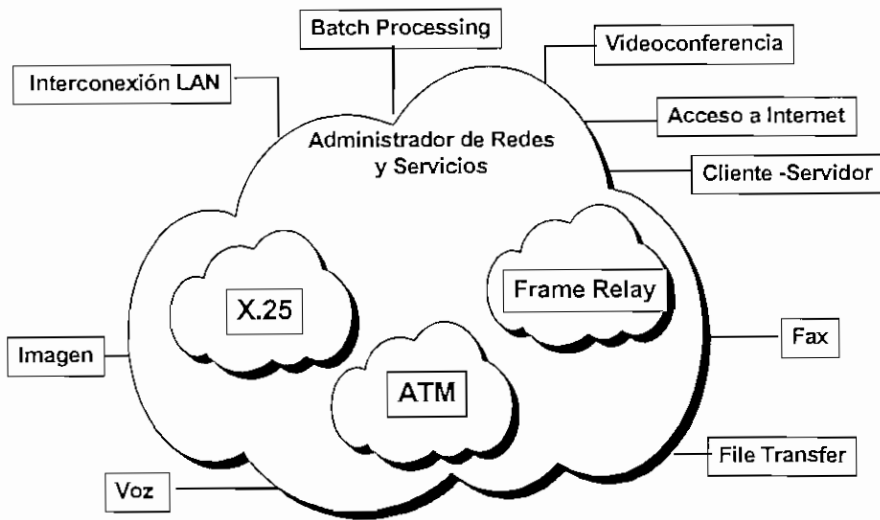 Batch Processing
Videoconferencia
Interconexión LAN
Acceso a Internet
Administrador de Redes
y Servicios
Cliente -Servidor
Frame Relay
X.25
Imagen
Fax
ATM
File Transfer
Voz